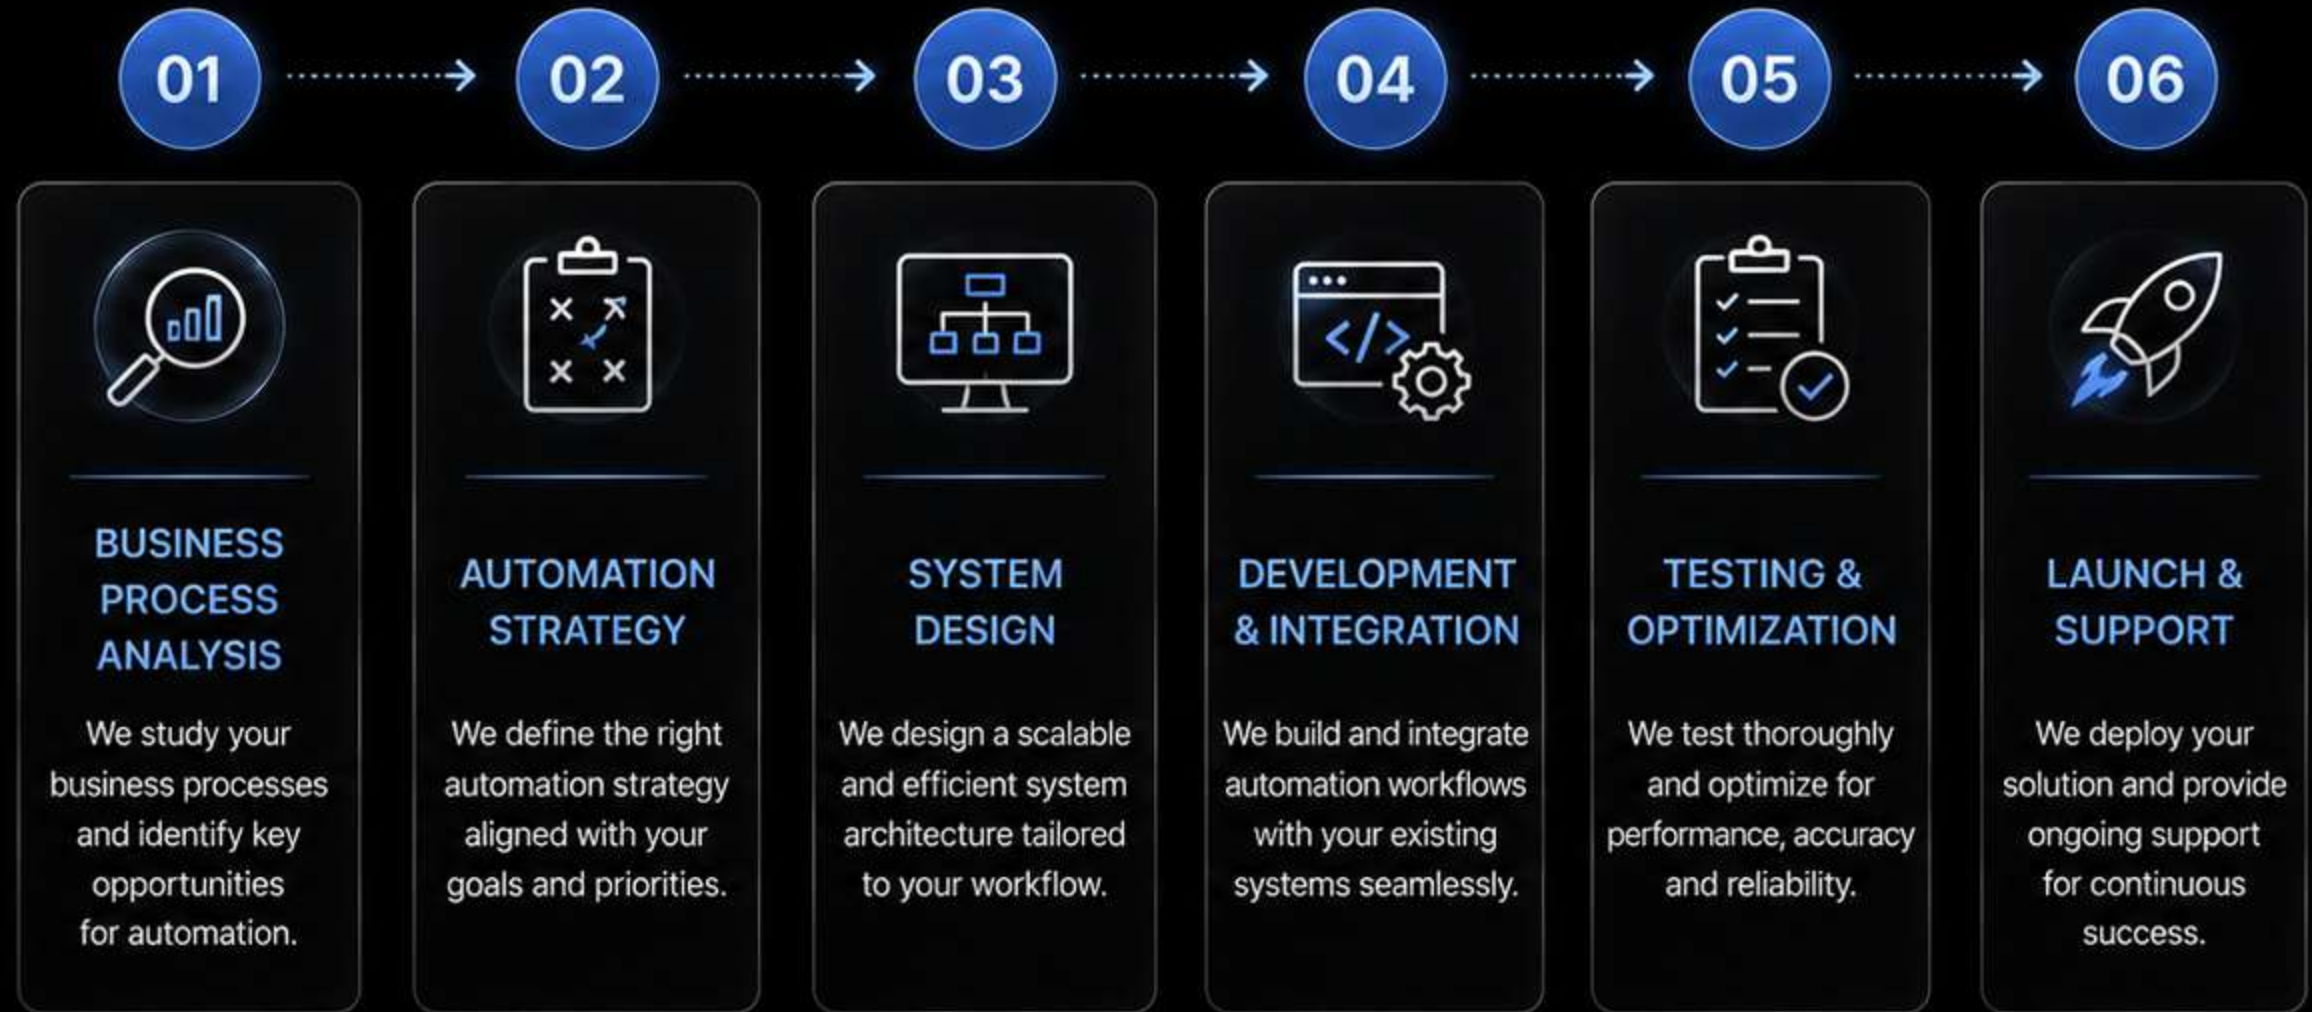 01
02
03
04
05
06
BUSINESS
PROCESS
ANALYSIS
We study your
business processes
and identify key
opportunities
for automation.
AUTOMATION
STRATEGY
We define the right
automation strategy
aligned with your
goals and priorities.
SYSTEM
DESIGN
We design a scalable
and efficient system
architecture tailored
to your workflow.
DEVELOPMENT
& INTEGRATION
We build and integrate
automation workflows
with your existing
systems seamlessly.
TESTING &
OPTIMIZATION
We test thoroughly
and optimize for
performance, accuracy
and reliability.
LAUNCH &
SUPPORT
We deploy your
solution and provide
ongoing support
for continuous
success.